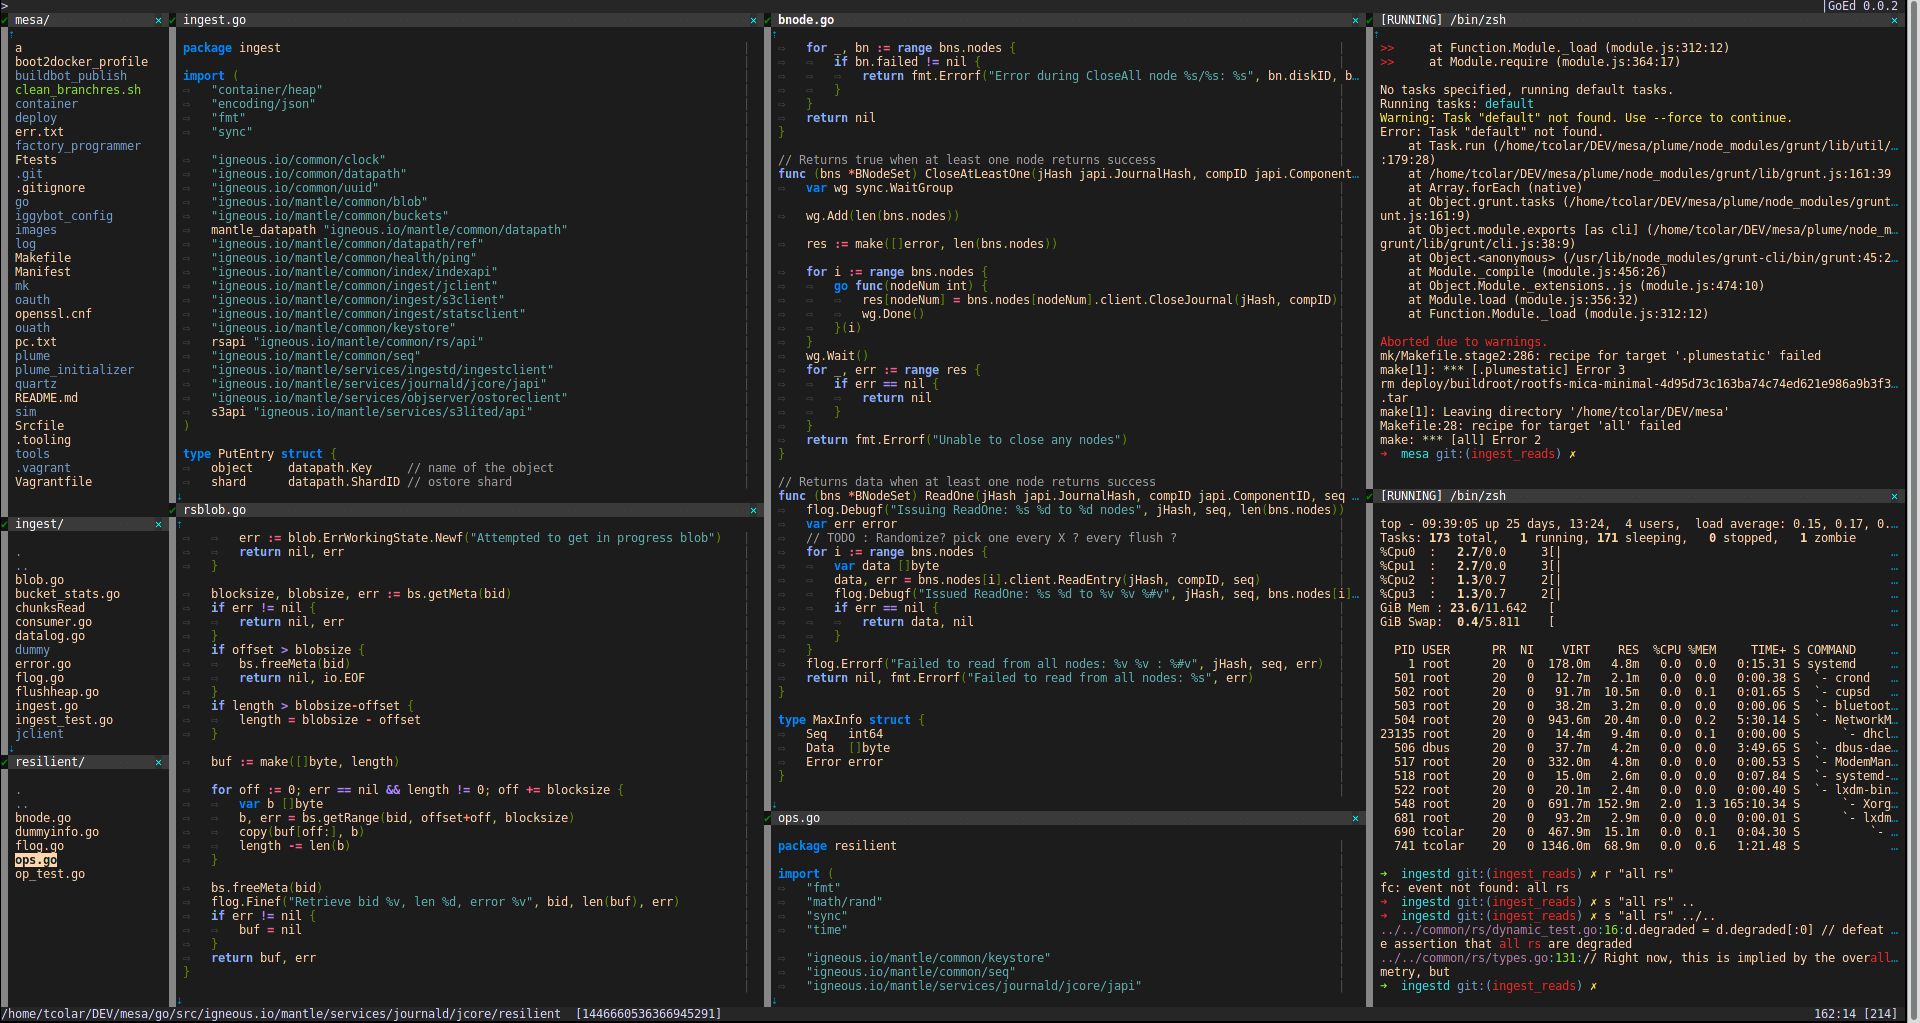 >
|GoEd 0.0.2
mesa/
a
boot2docker_profile
buildbot_publish
clean_branchres.sh
container
deploy
err.txt
factory_programmer
Ftests
.git
.gitignore
go
iggybot_config
images
log
Makefile
Manifest
mk
oauth
openssl.cnf
ouath
pc.txt
plume
plume_initializer
quartz
README.md
sim
Srcfile
.tooling
tools
.vagrant
Vagrantfile
ingest/
.
..
blob.go
bucket_stats.go
chunksRead
consumer.go
datalog.go
dummy
error.go
flog.go
flushheap.go
ingest.go
ingest_test.go
jclient
resilient/
.
..
bnode.go
dummyinfo.go
flog.go
ops.go
op_test.go
ingest.go
package ingest
import (
"container/heap"
"encoding/json"
"fmt"
"sync"
"igneous.io/common/clock"
"igneous.io/common/datapath"
"igneous.io/common/uuid"
"igneous.io/mantle/common/blob"
"igneous.io/mantle/common/buckets"
mantle_datapath "igneous.io/mantle/common/datapath"
"igneous.io/mantle/common/datapath/ref"
"igneous.io/mantle/common/health/ping"
"igneous.io/mantle/common/index/indexapi"
"igneous.io/mantle/common/ingest/jclient"
"igneous.io/mantle/common/ingest/s3client"
"igneous.io/mantle/common/ingest/statsclient"
"igneous.io/mantle/common/keystore"
rsapi "igneous.io/mantle/common/rs/api"
"igneous.io/mantle/common/seq"
"igneous.io/mantle/services/ingestd/ingestclient"
"igneous.io/mantle/services/journald/jcore/japi"
"igneous.io/mantle/services/objserver/ostoreclient"
s3api "igneous.io/mantle/services/s3lited/api"
)
type PutEntry struct {
object     datapath.Key     // name of the object
shard      datapath.ShardID // ostore shard
rsblob.go
err := blob.ErrWorkingState.Newf("Attempted to get in progress blob")
return nil, err
}
blocksize, blobsize, err := bs.getMeta(bid)
if err != nil {
return nil, err
}
if offset > blobsize {
bs.freeMeta(bid)
return nil, io.EOF
}
if length > blobsize-offset {
length = blobsize - offset
}
buf := make([]byte, length)
for off := 0; err == nil && length != 0; off += blocksize {
var b []byte
b, err = bs.getRange(bid, offset+off, blocksize)
copy(buf[off:], b)
length -= len(b)
}
bs.freeMeta(bid)
flog.Finef("Retrieve bid %v, len %d, error %v", bid, len(buf), err)
if err != nil {
buf = nil
}
return buf, err
}
bnode.go
for _, bn := range bns.nodes {
if bn.failed != nil {
return fmt.Errorf("Error during CloseAll node %s/%s: %s", bn.diskID, b…
}
}
return nil
}
// Returns true when at least one node returns success
func (bns *BNodeSet) CloseAtLeastOne(jHash japi.JournalHash, compID japi.Component…
var wg sync.WaitGroup
wg.Add(len(bns.nodes))
res := make([]error, len(bns.nodes))
for i := range bns.nodes {
go func(nodeNum int) {
res[nodeNum] = bns.nodes[nodeNum].client.CloseJournal(jHash, compID)
wg.Done()
}(i)
}
wg.Wait()
for _, err := range res {
if err == nil {
return nil
}
}
return fmt.Errorf("Unable to close any nodes")
}
// Returns data when at least one node returns success
func (bns *BNodeSet) ReadOne(jHash japi.JournalHash, compID japi.ComponentID, seq …
flog.Debugf("Issuing ReadOne: %s %d to %d nodes", jHash, seq, len(bns.nodes))
var err error
// TODO : Randomize? pick one every X ? every flush ?
for i := range bns.nodes {
var data []byte
data, err = bns.nodes[i].client.ReadEntry(jHash, compID, seq)
flog.Debugf("Issued ReadOne: %s %d to %v %v %#v", jHash, seq, bns.nodes[i]…
if err == nil {
return data, nil
}
}
flog.Errorf("Failed to read from all nodes: %v %v : %#v", jHash, seq, err)
return nil, fmt.Errorf("Failed to read from all nodes: %s", err)
}
type MaxInfo struct {
Seq   int64
Data  []byte
Error error
}
ops.go
package resilient
import (
"fmt"
"math/rand"
"sync"
"time"
"igneous.io/mantle/common/keystore"
"igneous.io/mantle/common/seq"
"igneous.io/mantle/services/journald/jcore/japi"
[RUNNING] /bin/zsh
>>     at Function.Module._load (module.js:312:12)
>>     at Module.require (module.js:364:17)
No tasks specified, running default tasks.
Running tasks: default
Warning: Task "default" not found. Use --force to continue.
Error: Task "default" not found.
at Task.run (/home/tcolar/DEV/mesa/plume/node_modules/grunt/lib/util/…
:179:28)
at /home/tcolar/DEV/mesa/plume/node_modules/grunt/lib/grunt.js:161:39
at Array.forEach (native)
at Object.grunt.tasks (/home/tcolar/DEV/mesa/plume/node_modules/grunt…
unt.js:161:9)
at Object.module.exports [as cli] (/home/tcolar/DEV/mesa/plume/node_m…
grunt/lib/grunt/cli.js:38:9)
at Object.<anonymous> (/usr/lib/node_modules/grunt-cli/bin/grunt:45:2…
at Module._compile (module.js:456:26)
at Object.Module._extensions..js (module.js:474:10)
at Module.load (module.js:356:32)
at Function.Module._load (module.js:312:12)
Aborted due to warnings.
mk/Makefile.stage2:286: recipe for target '.plumestatic' failed
make[1]: *** [.plumestatic] Error 3
rm deploy/buildroot/rootfs-mica-minimal-4d95d73c163ba74c74ed621e986a9b3f3…
.tar
make[1]: Leaving directory '/home/tcolar/DEV/mesa'
Makefile:28: recipe for target 'all' failed
make: *** [all] Error 2
➜  mesa git:(ingest_reads) ✗
[RUNNING] /bin/zsh
top - 09:39:05 up 25 days, 13:24,  4 users,  load average: 0.15, 0.17, 0.…
Tasks: 173 total,   1 running, 171 sleeping,   0 stopped,   1 zombie
%Cpu0  :   2.7/0.0     3[|     …
%Cpu1  :   2.7/0.0     3[|     …
%Cpu2  :   1.3/0.7     2[|     …
%Cpu3  :   1.3/0.7     2[|     …
GiB Mem : 23.6/11.642   [     …
GiB Swap:  0.4/5.811    [     …
PID USER      PR  NI    VIRT    RES  %CPU %MEM     TIME+ S COMMAND     …
1 root      20   0  178.0m   4.8m   0.0  0.0   0:15.31 S systemd     …
501 root      20   0   12.7m   2.1m   0.0  0.0   0:00.38 S  `- crond     …
502 root      20   0   91.7m  10.5m   0.0  0.1   0:01.65 S  `- cupsd     …
503 root      20   0   38.2m   3.2m   0.0  0.0   0:00.06 S  `- bluetoot…
504 root      20   0  943.6m  20.4m   0.0  0.2   5:30.14 S  `- NetworkM…
23135 root      20   0   14.4m   9.4m   0.0  0.1   0:00.00 S      `- dhcl…
506 dbus      20   0   37.7m   4.2m   0.0  0.0   3:49.65 S  `- dbus-dae…
517 root      20   0  332.0m   4.8m   0.0  0.0   0:00.53 S  `- ModemMan…
518 root      20   0   15.0m   2.6m   0.0  0.0   0:07.84 S  `- systemd-…
522 root      20   0   20.1m   2.4m   0.0  0.0   0:00.40 S  `- lxdm-bin…
548 root      20   0  691.7m 152.9m   2.0  1.3 165:10.34 S      `- Xorg…
681 root      20   0   93.2m   2.9m   0.0  0.0   0:00.01 S      `- lxdm…
690 tcolar    20   0  467.9m  15.1m   0.0  0.1   0:04.30 S          `- …
741 tcolar    20   0 1346.0m  68.9m   0.0  0.6   1:21.48 S     …
➜  ingestd git:(ingest_reads) ✗ r "all rs"
fc: event not found: all rs
➜  ingestd git:(ingest_reads) ✗ s "all rs" ..
➜  ingestd git:(ingest_reads) ✗ s "all rs" ../..
../../common/rs/dynamic_test.go:16:d.degraded = d.degraded[:0] // defeat …
e assertion that all rs are degraded
../../common/rs/types.go:131:// Right now, this is implied by the overall…
metry, but
➜  ingestd git:(ingest_reads) ✗
/home/tcolar/DEV/mesa/go/src/igneous.io/mantle/services/journald/jcore/resilient  [1446660536366945291]
162:14 [214]